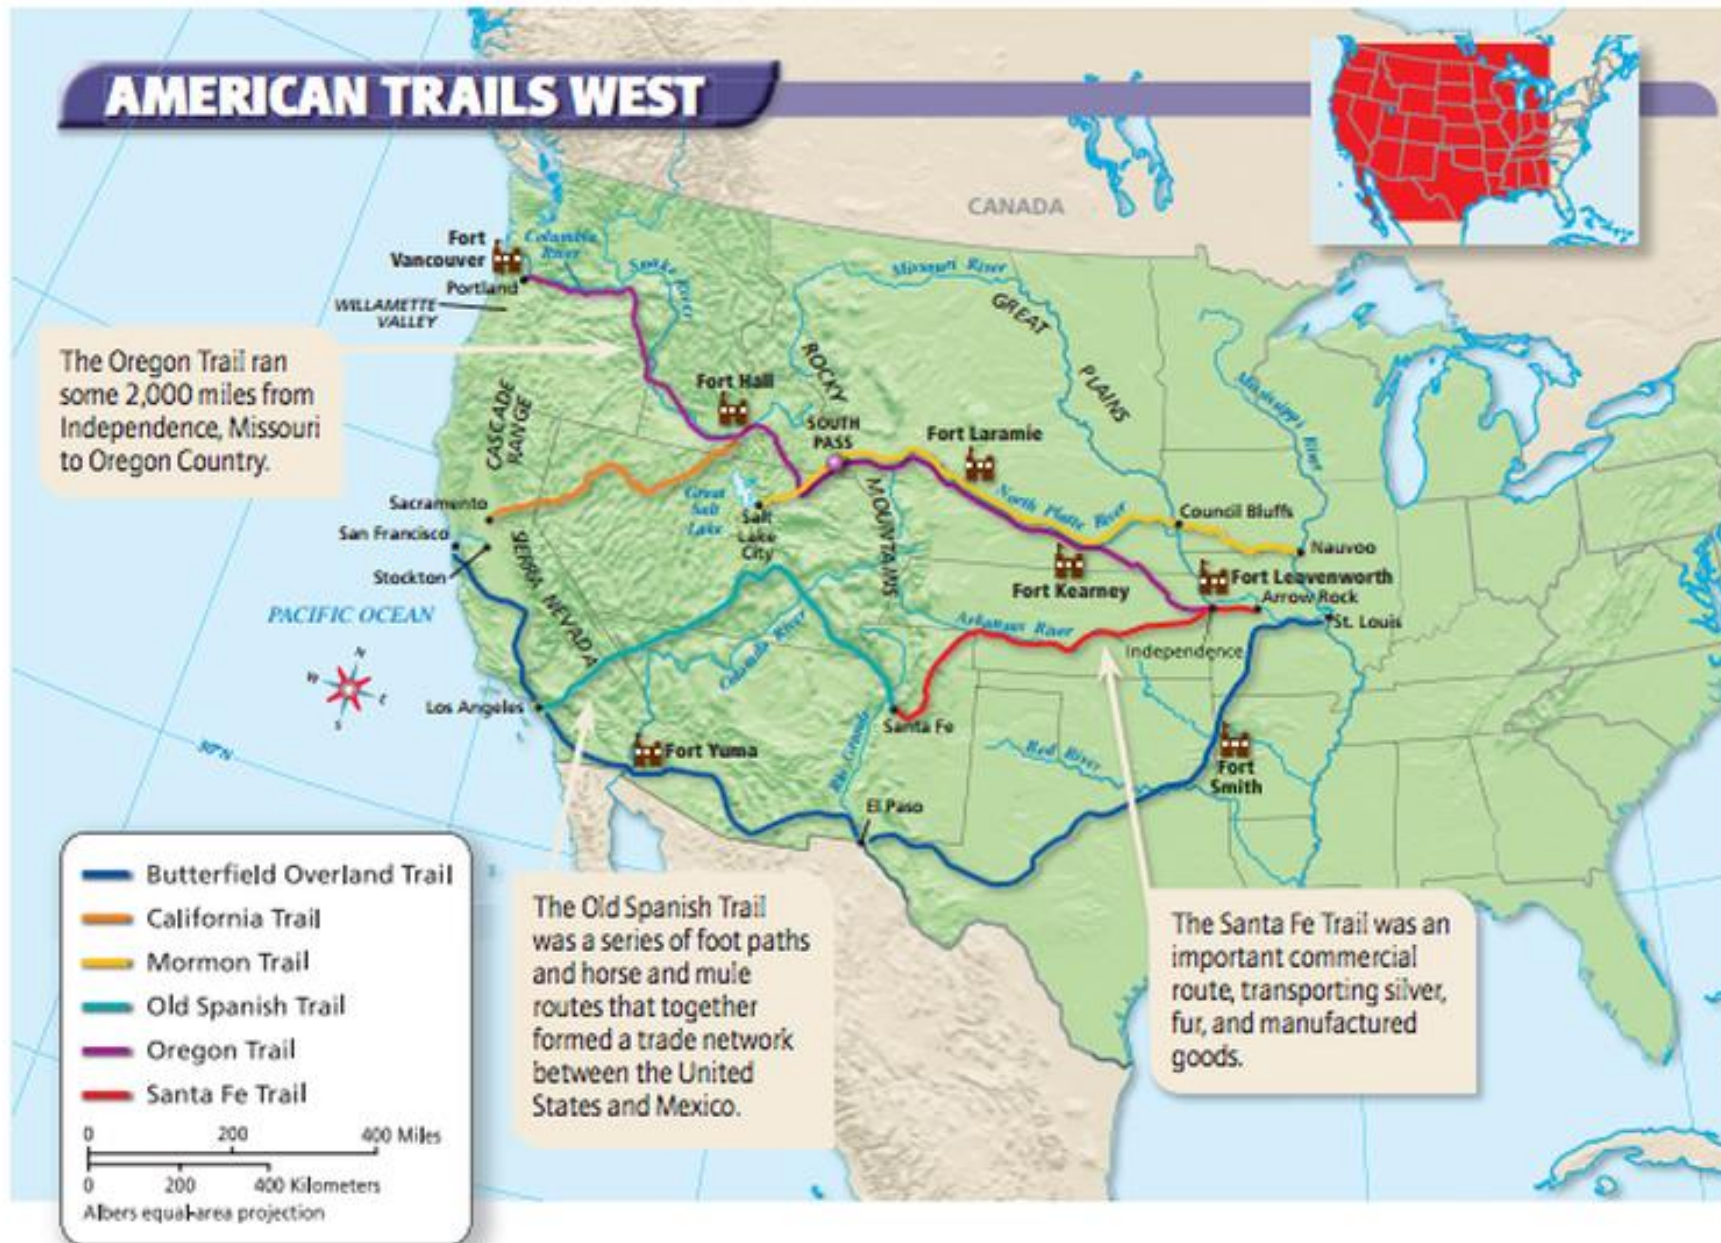 AMERICAN TRAILS WEST
CANADA
Fort
Vancouver
Columbia
River
Portland
Snake River
WILLAMETTE
VALLEY
Missouri River
GREAT
PLAINS
The Oregon Trail ran
some 2,000 miles from
Independence, Missouri
to Oregon Country.
CASCADE
RANGE
Fort Hall
ROCKY
MOUNTAINS
SOUTH
PASS
Fort Laramie
Mississippi River
North Platte River
Council Bluffs
Nauvoo
Great
Salt
Lake
Salt
Lake
City
Sacramento
San Francisco
Stockton
SIERRA NEVADA
Fort Kearney
Fort Leavenworth
Arrow Rock
St. Louis
PACIFIC OCEAN
N
W
E
S
Arkansas River
Independence
Colorado River
Los Angeles
Santa Fe
30°N
Fort Yuma
Rio Grande
Red River
Fort
Smith
El Paso
Butterfield Overland Trail
California Trail
Mormon Trail
Old Spanish Trail
Oregon Trail
Santa Fe Trail
0 200 400 Miles
0 200 400 Kilometers
Albers equal-area projection
The Old Spanish Trail
was a series of foot paths
and horse and mule
routes that together
formed a trade network
between the United
States and Mexico.
The Santa Fe Trail was an
important commercial
route, transporting silver,
fur, and manufactured
goods.